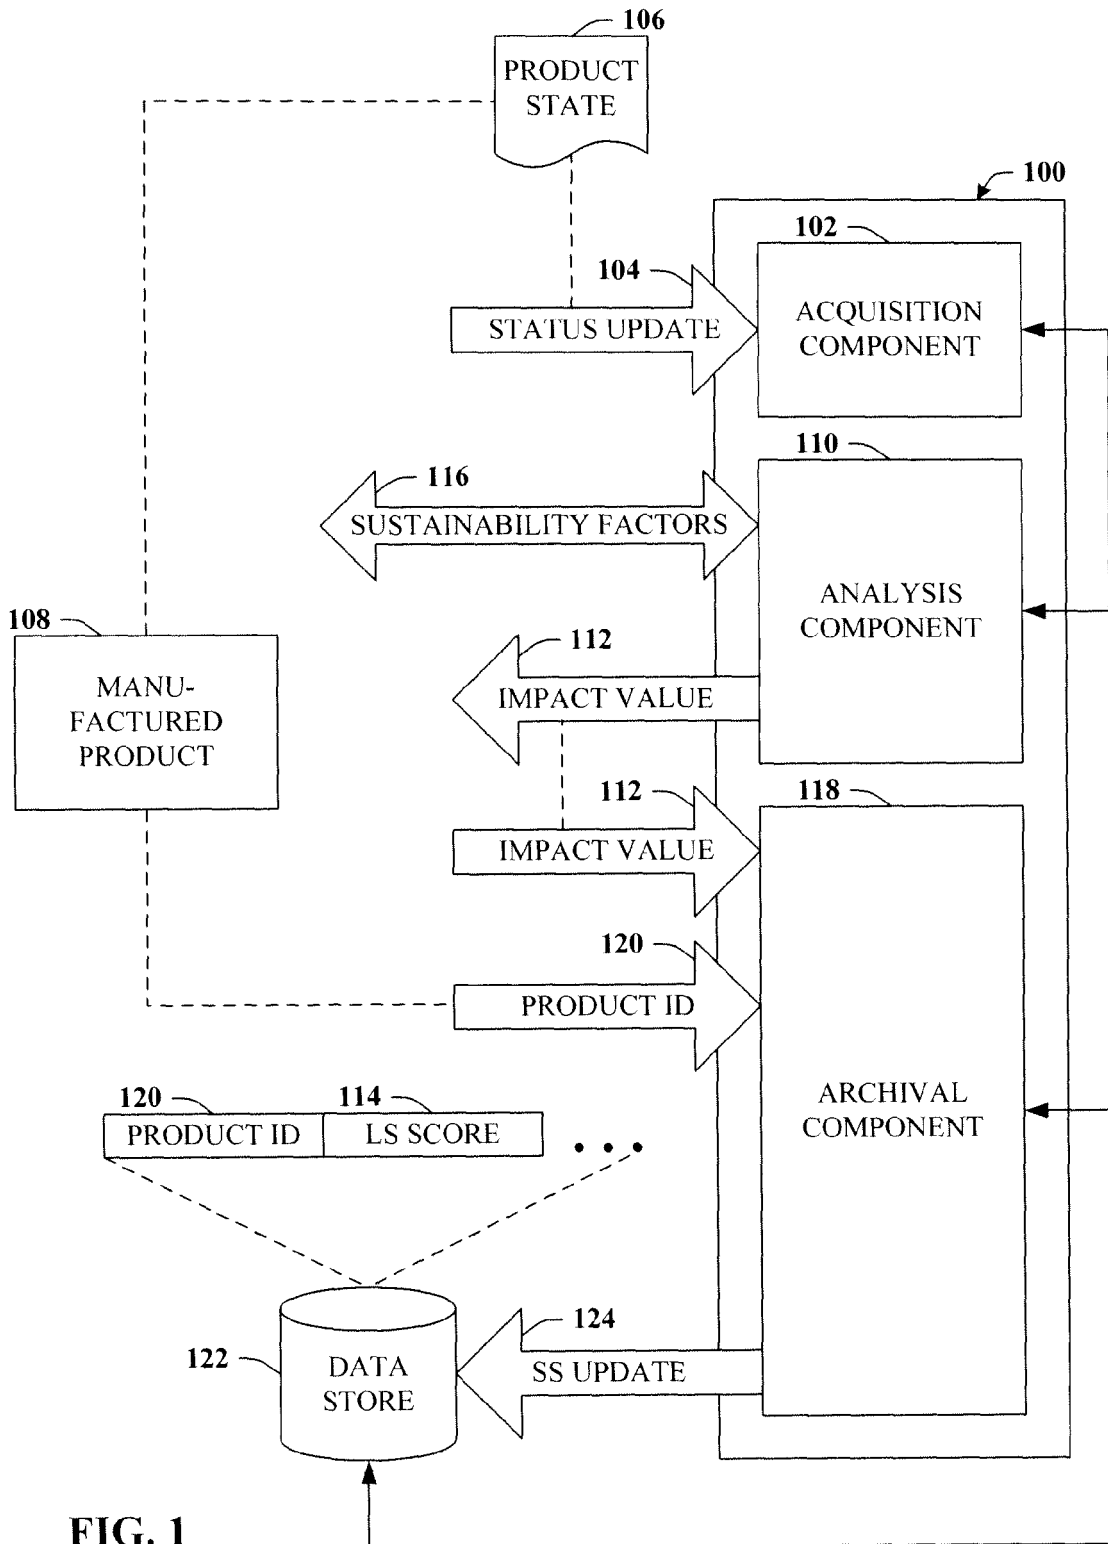 106
PRODUCT
STATE
100
102
104
STATUS UPDATE
ACQUISITION
COMPONENT
110
116
SUSTAINABILITY FACTORS
ANALYSIS
COMPONENT
108
MANU-
FACTURED
PRODUCT
112
IMPACT VALUE
112
118
IMPACT VALUE
120
PRODUCT ID
120
114
PRODUCT ID
LS SCORE
ARCHIVAL
COMPONENT
124
122
DATA
STORE
SS UPDATE
FIG. 1